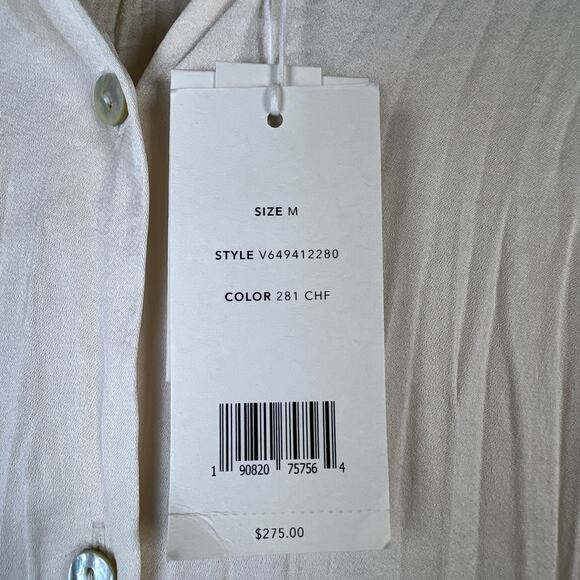 SIZE M
STYLE V649412280
COLOR 281 CHF
1 90820 75756 4
$275.00